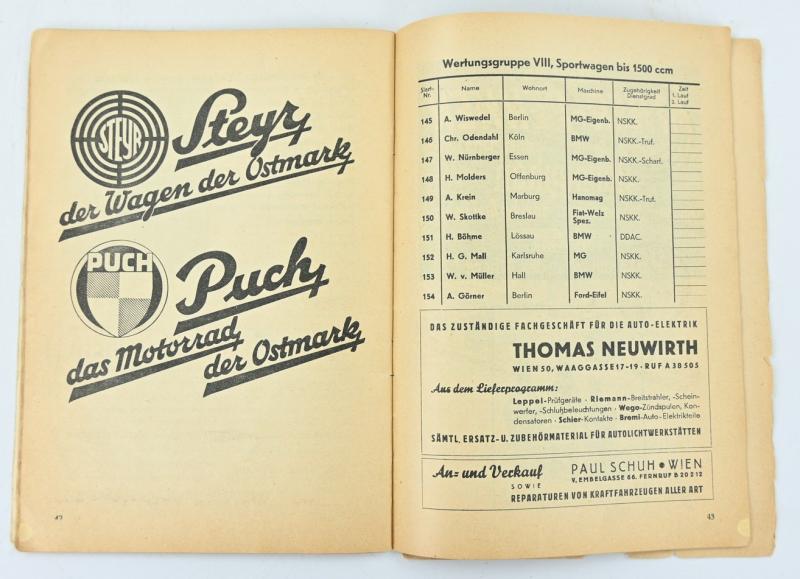 STEYR
Steyr
der Wagen der Ostmark
PUCH
Puch
das Motorrad
der Ostmark
Wertungsgruppe VIII, Sportwagen bis 1500 ccm
Start-Nr. Name Wohnort Maschine Zugehörigkeit Dienstgrad Zeit 1. Lauf 2. Lauf
145 A. Wiswedel Berlin MG-Eigenb. NSKK.
146 Chr. Odendahl Köln BMW NSKK.-Truf.
147 W. Nürnberger Essen MG-Eigenb. NSKK.-Scharf.
148 H. Molders Offenburg MG-Eigenb. NSKK.
149 A. Krein Marburg Hanomag NSKK.-Truf.
150 W. Skottke Breslau Fiat-Welz Spez. NSKK.
151 H. Böhme Lössau BMW DDAC.
152 H. G. Mall Karlsruhe MG NSKK.
153 W. v. Müller Hall BMW NSKK.
154 A. Görner Berlin Ford-Eifel NSKK.
DAS ZUSTÄNDIGE FACHGESCHÄFT FÜR DIE AUTO-ELEKTRIK
THOMAS NEUWIRTH
WIEN 50, WAAGGASSE 17-19 · RUF A 38 5 05
Aus dem Lieferprogramm:
Leppel-Prüfgeräte · Riemann-Breitstrahler, -Schein-
werfer, -Schlußbeleuchtungen · Wego-Zündspulen, Kon-
densatoren · Schier-Kontakte · Bremi-Auto-Elektrikteile
SÄMTL. ERSATZ- U. ZUBEHÖRMATERIAL FÜR AUTOLICHTWERKSTÄTTEN
An- und Verkauf
SOWIE
PAUL SCHUH • WIEN
V, EMBELGASSE 66, FERNRUF B 20 2 12
REPARATUREN VON KRAFTFAHRZEUGEN ALLER ART
43